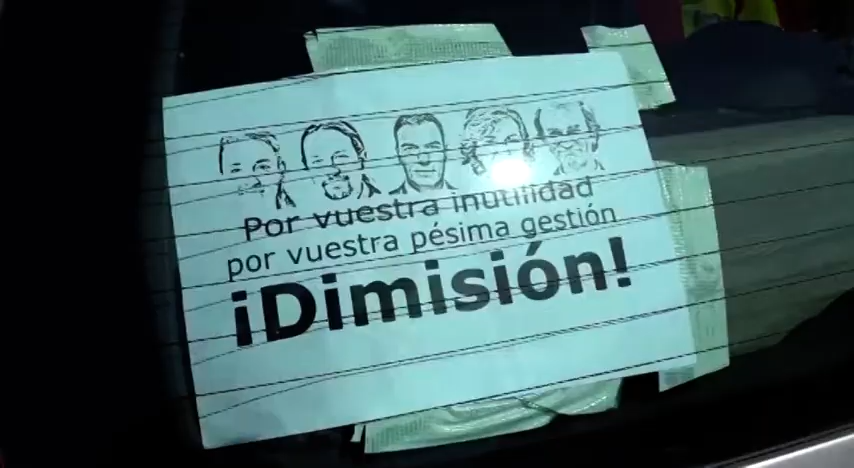 Por vuestra inutilidad
por vuestra pésima gestión
¡Dimisión!